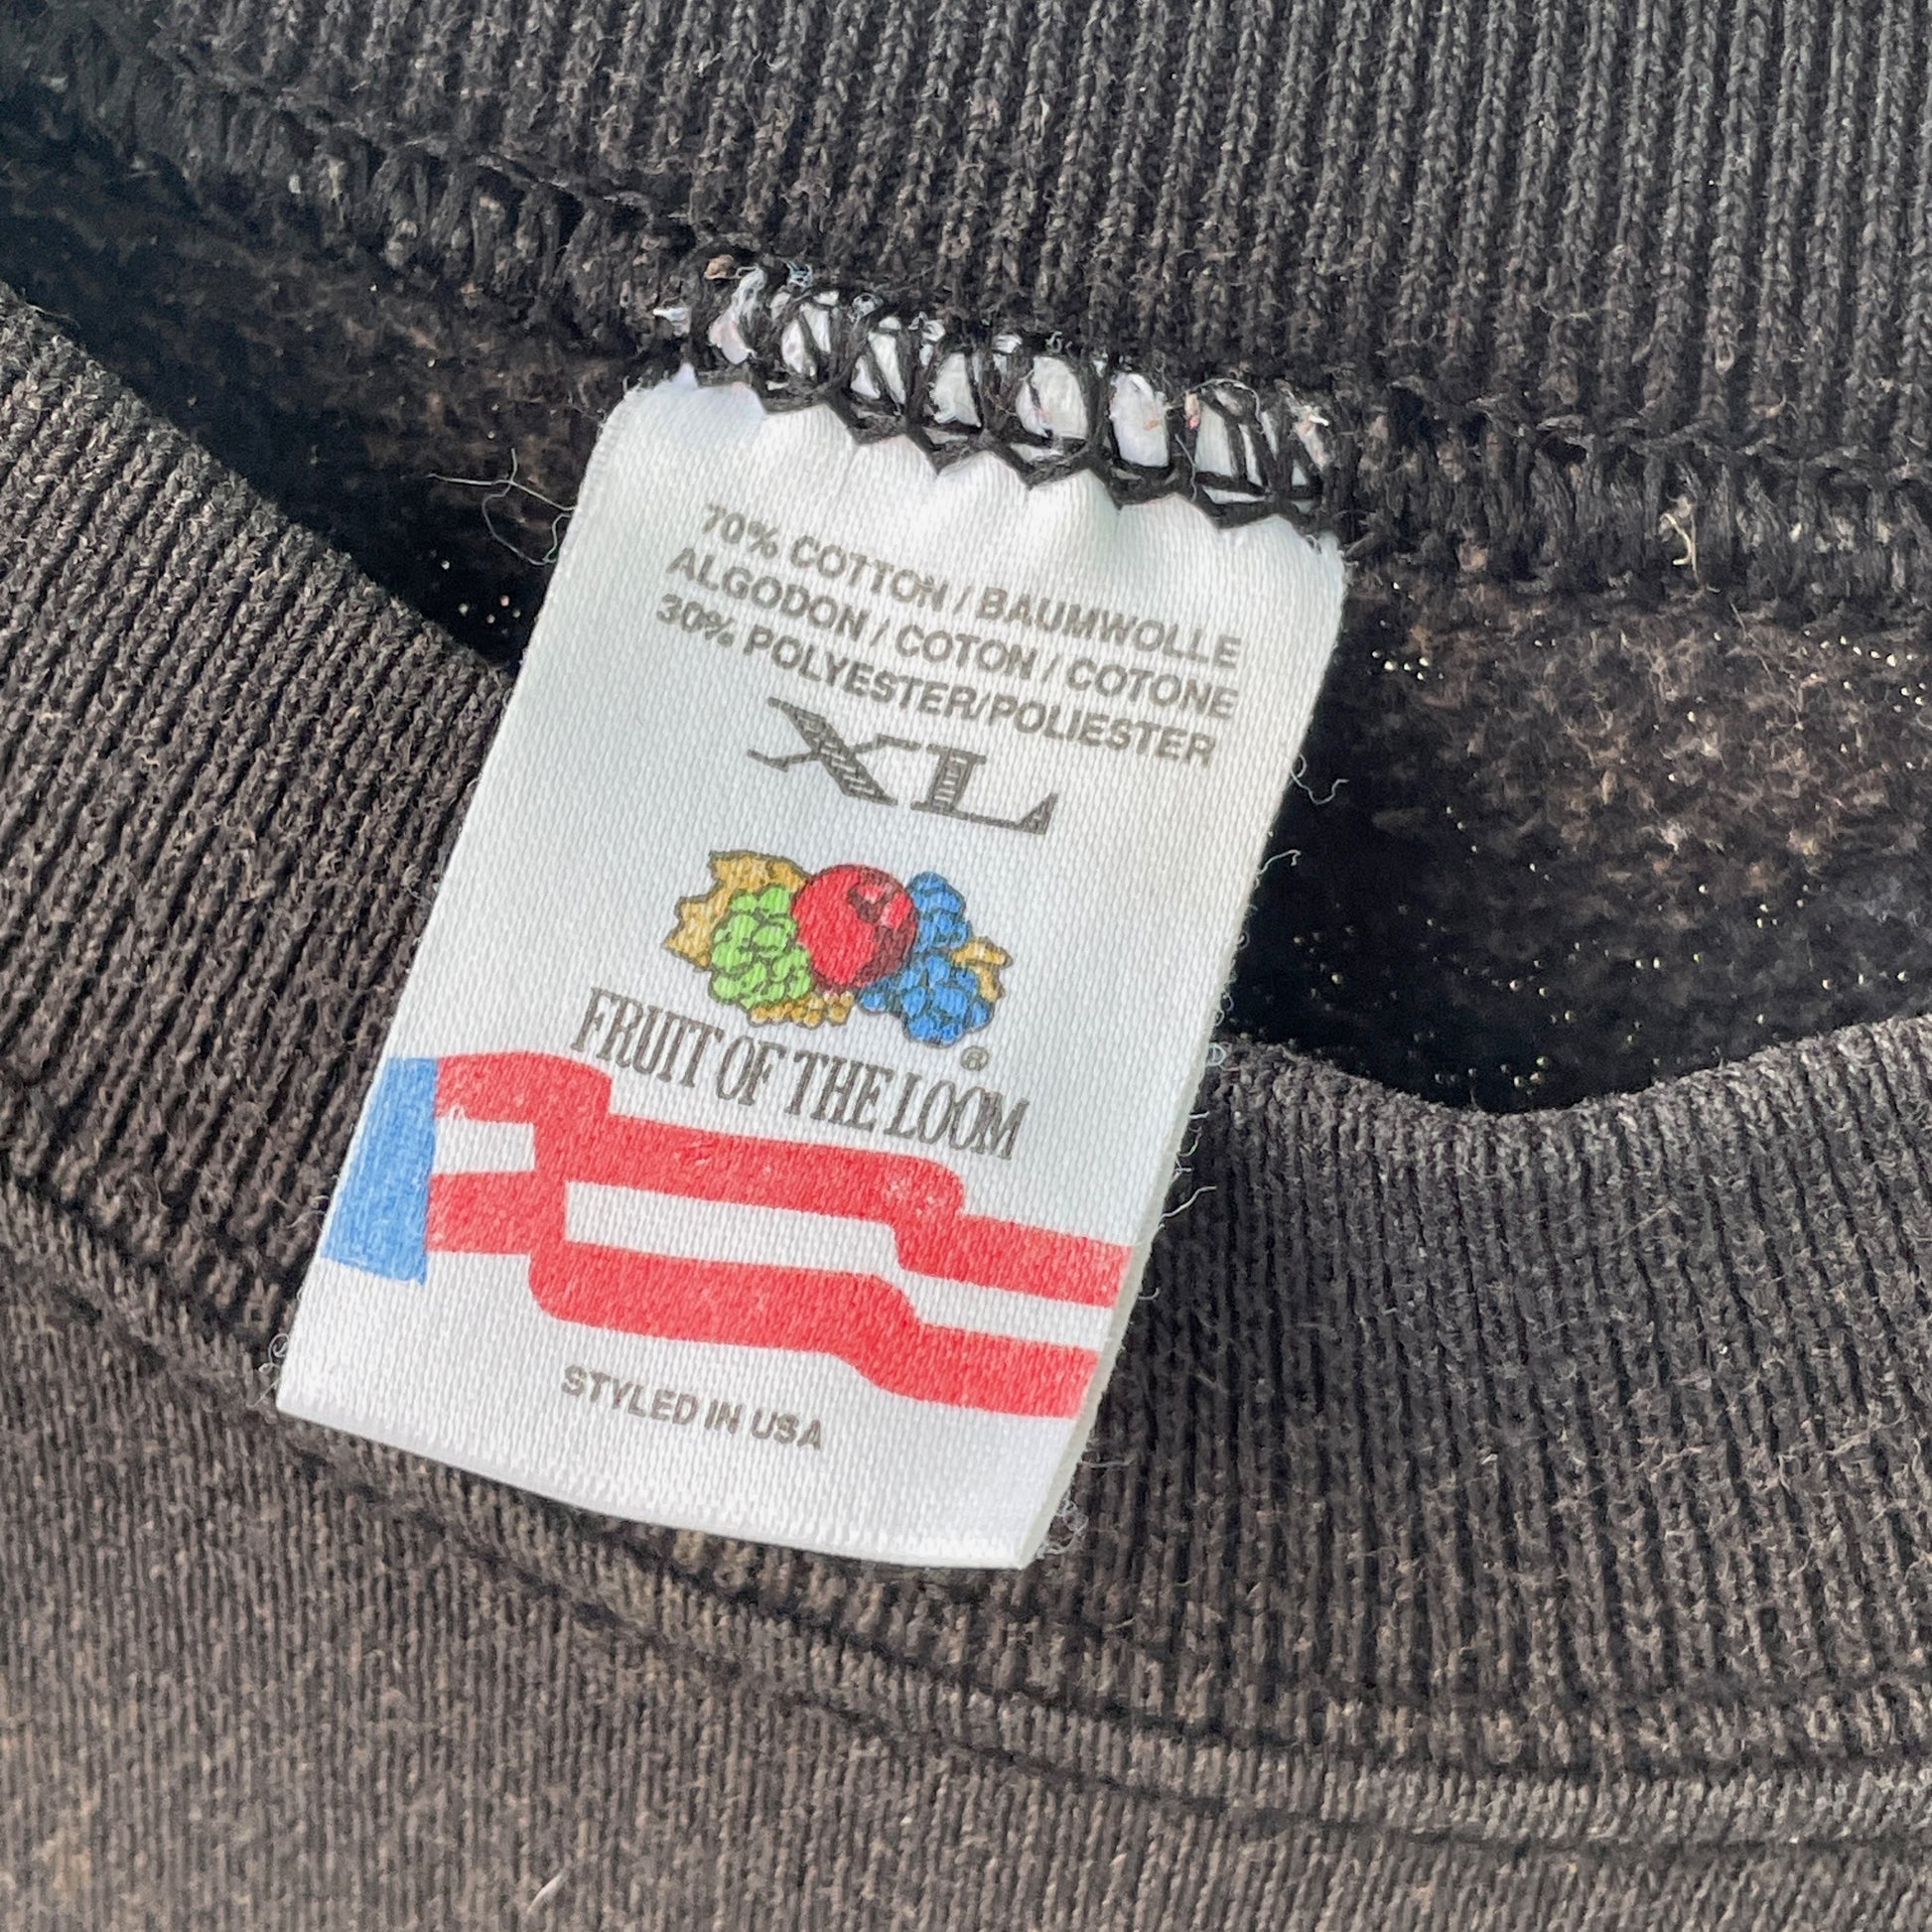 70% COTTON / BAUMWOLLE
ALGODON / COTON / COTONE
30% POLYESTER/POLIESTER
XL
®
FRUIT OF THE LOOM
STYLED IN USA